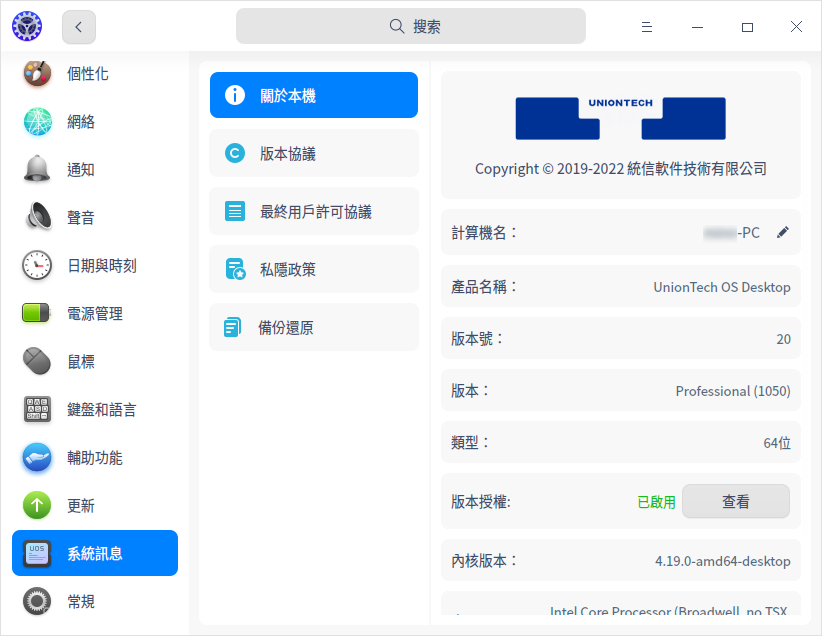 搜索
個性化
網絡
通知
聲音
日期與時刻
電源管理
鼠標
鍵盤和語言
輔助功能
更新
系統訊息
常規
關於本機
版本協議
最終用戶許可協議
私隱政策
備份還原
UNIONTECH
Copyright © 2019-2022 統信軟件技術有限公司
計算機名： -PC
產品名稱： UnionTech OS Desktop
版本號： 20
版本： Professional (1050)
類型： 64位
版本授權: 已啟用 查看
內核版本： 4.19.0-amd64-desktop
Intel Core Processor (Broadwell, no TSX,